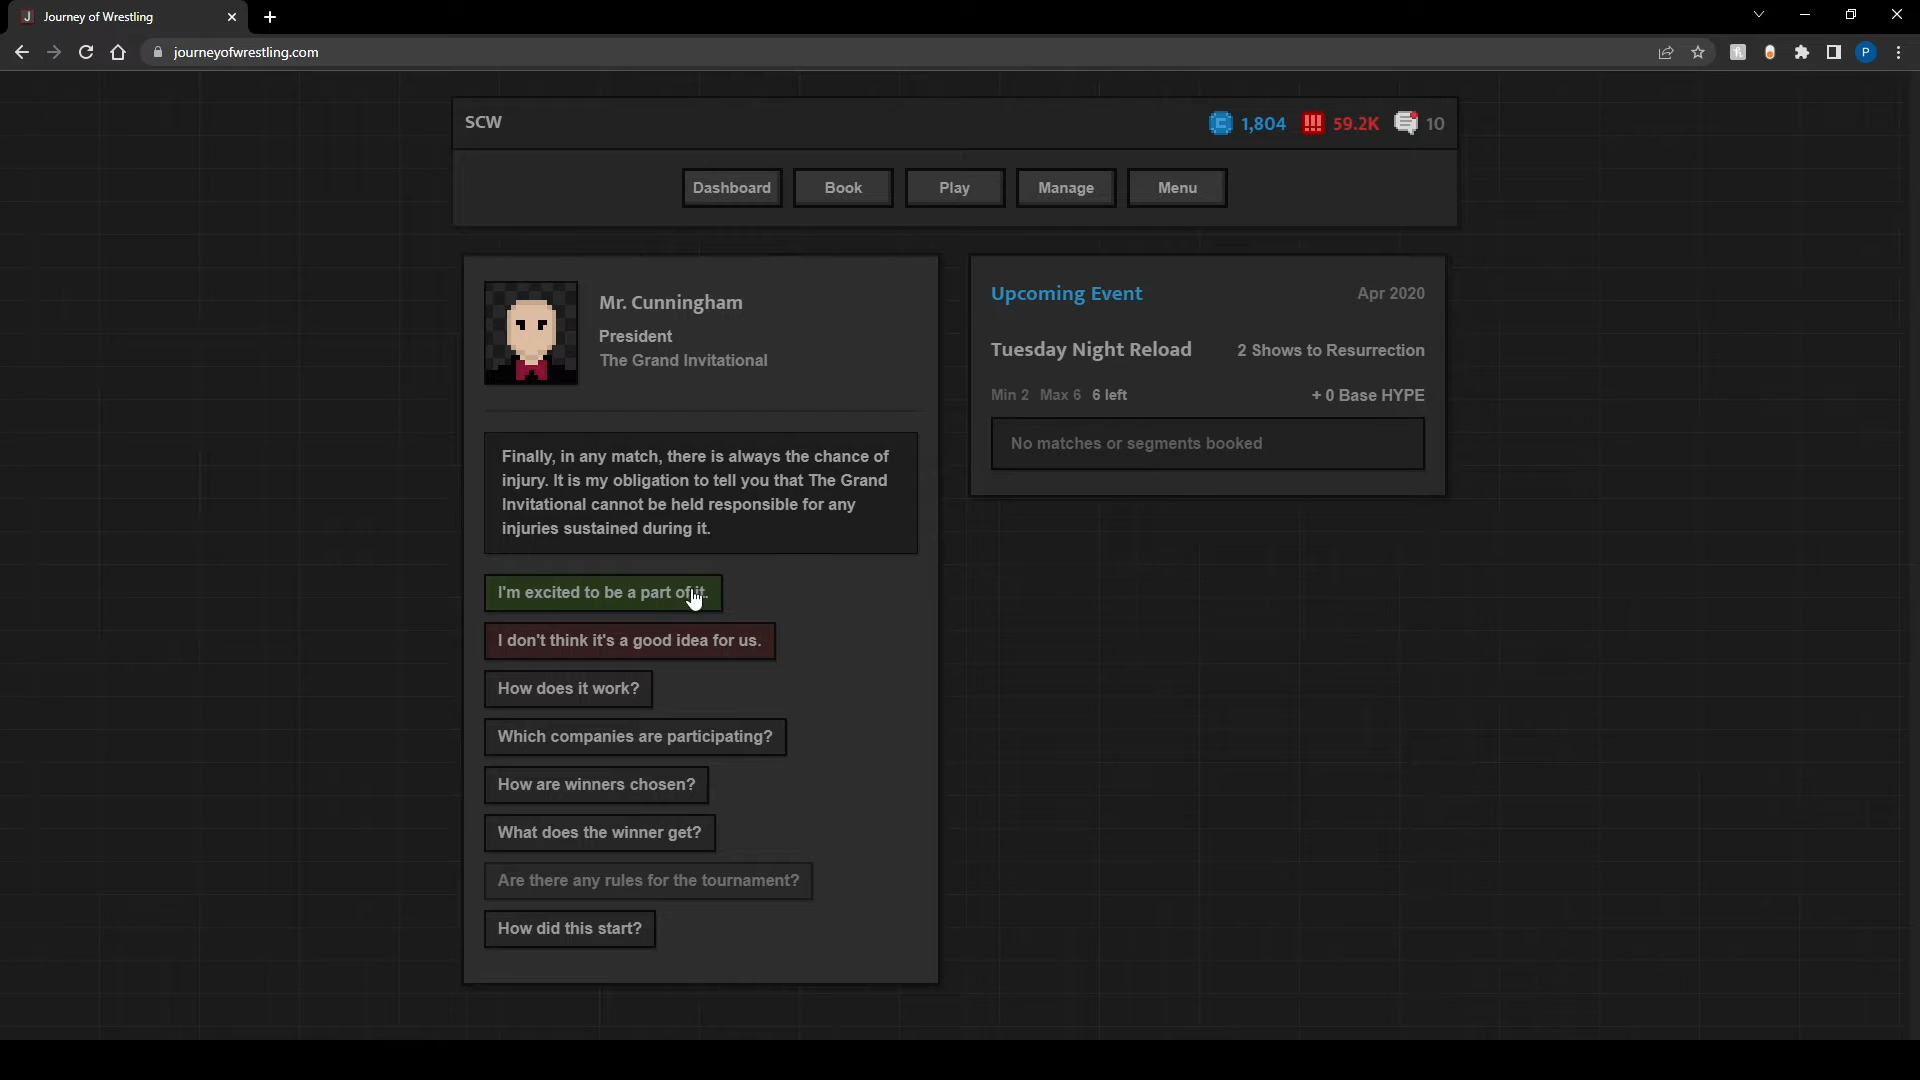 J Journey of Wrestling
journeyofwrestling.com
P
SCW
1,804
59.2K
10
Dashboard
Book
Play
Manage
Menu
Mr. Cunningham
President
The Grand Invitational
Finally, in any match, there is always the chance of
injury. It is my obligation to tell you that The Grand
Invitational cannot be held responsible for any
injuries sustained during it.
I'm excited to be a part of it.
I don't think it's a good idea for us.
How does it work?
Which companies are participating?
How are winners chosen?
What does the winner get?
Are there any rules for the tournament?
How did this start?
Upcoming Event
Apr 2020
Tuesday Night Reload
2 Shows to Resurrection
Min 2 Max 6 6 left
+ 0 Base HYPE
No matches or segments booked